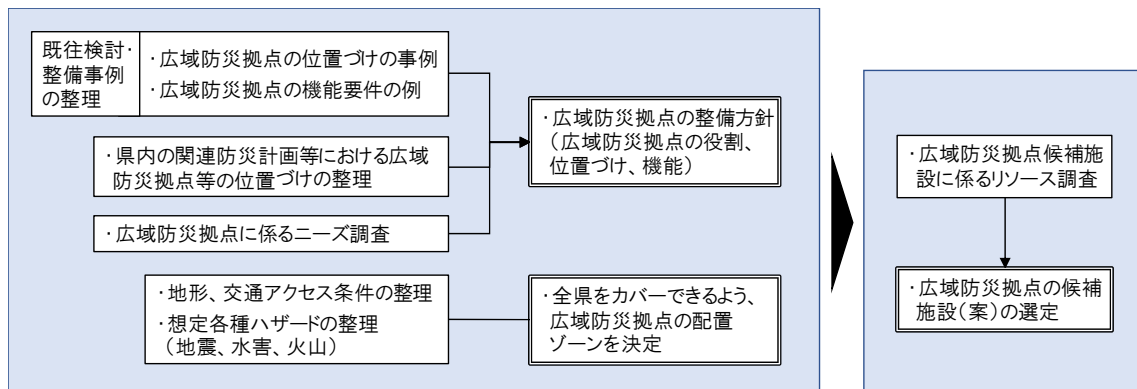 既往検討・
整備事例
の整理
・広域防災拠点の位置づけの事例
・広域防災拠点の機能要件の例
・県内の関連防災計画等における広域
防災拠点等の位置づけの整理
・広域防災拠点に係るニーズ調査
・広域防災拠点の整備方針
（広域防災拠点の役割、
位置づけ、機能）
・地形、交通アクセス条件の整理
・想定各種ハザードの整理
（地震、水害、火山）
・全県をカバーできるよう、
広域防災拠点の配置
ゾーンを決定
・広域防災拠点候補施
設に係るリソース調査
・広域防災拠点の候補
施設（案）の選定